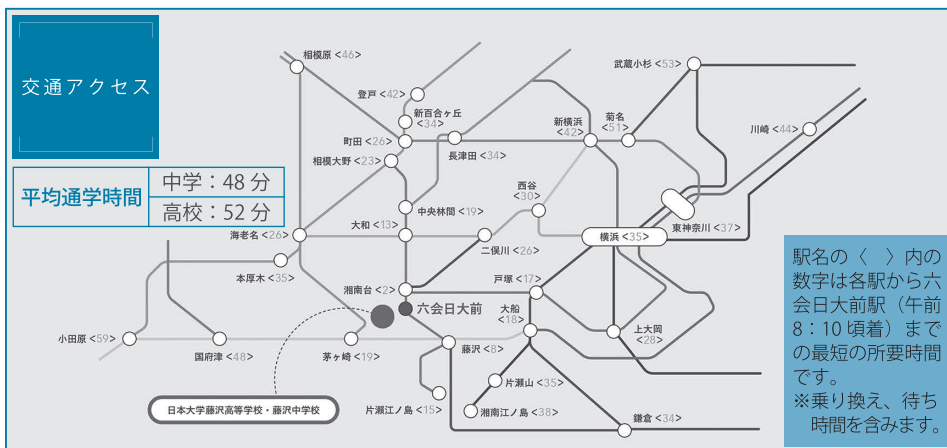 交通アクセス
平均通学時間
中学：48 分
高校：52 分
相模原 <46>
登戸 <42>
新百合ヶ丘
<34>
町田 <26>
相模大野 <23>
長津田 <34>
新横浜
<42>
菊名
<51>
武蔵小杉 <53>
川崎 <44>
西谷
<30>
中央林間 <19>
東神奈川 <37>
横浜 <35>
海老名 <26>
大和 <13>
二俣川 <26>
本厚木 <35>
湘南台 <2>
戸塚 <17>
六会日大前
大船
<18>
上大岡
<28>
小田原 <59>
国府津 <48>
茅ヶ崎 <19>
藤沢 <8>
片瀬山 <35>
片瀬江ノ島 <15>
湘南江ノ島 <38>
鎌倉 <34>
日本大学藤沢高等学校・藤沢中学校
駅名の〈　〉内の
数字は各駅から六
会日大前駅（午前
8：10 頃着）まで
の最短の所要時間
です。
※乗り換え、待ち
時間を含みます。